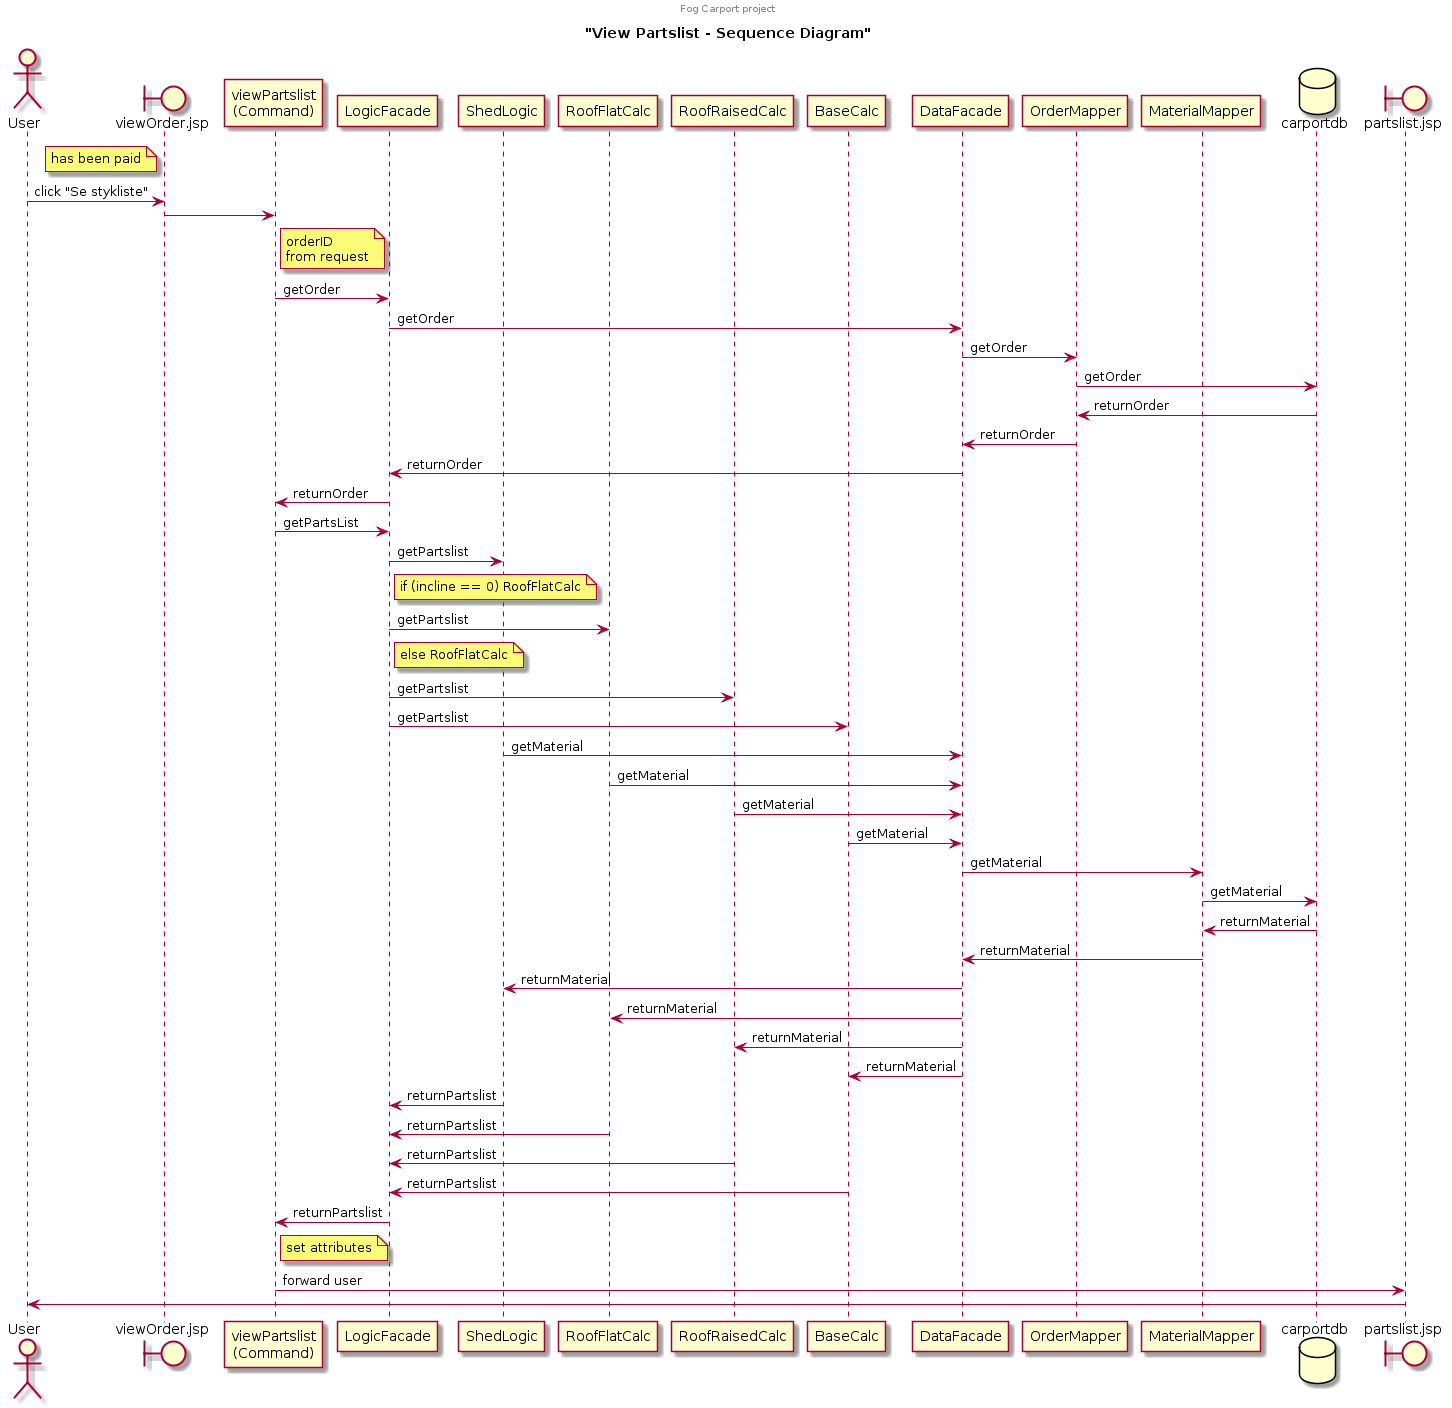 Fog Carport project
"View Partslist - Sequence Diagram"
User
viewOrder.jsp
viewPartslist
(Command)
LogicFacade
ShedLogic
RoofFlatCalc
RoofRaisedCalc
BaseCalc
DataFacade
OrderMapper
MaterialMapper
carportdb
partslist.jsp
has been paid
click "Se stykliste"
orderID
from request
getOrder
getOrder
getOrder
getOrder
returnOrder
returnOrder
returnOrder
returnOrder
getPartsList
getPartslist
if (incline == 0) RoofFlatCalc
getPartslist
else RoofFlatCalc
getPartslist
getPartslist
getMaterial
getMaterial
getMaterial
getMaterial
getMaterial
getMaterial
returnMaterial
returnMaterial
returnMaterial
returnMaterial
returnMaterial
returnMaterial
returnPartslist
returnPartslist
returnPartslist
returnPartslist
returnPartslist
set attributes
forward user
User
viewOrder.jsp
viewPartslist
(Command)
LogicFacade
ShedLogic
RoofFlatCalc
RoofRaisedCalc
BaseCalc
DataFacade
OrderMapper
MaterialMapper
carportdb
partslist.jsp